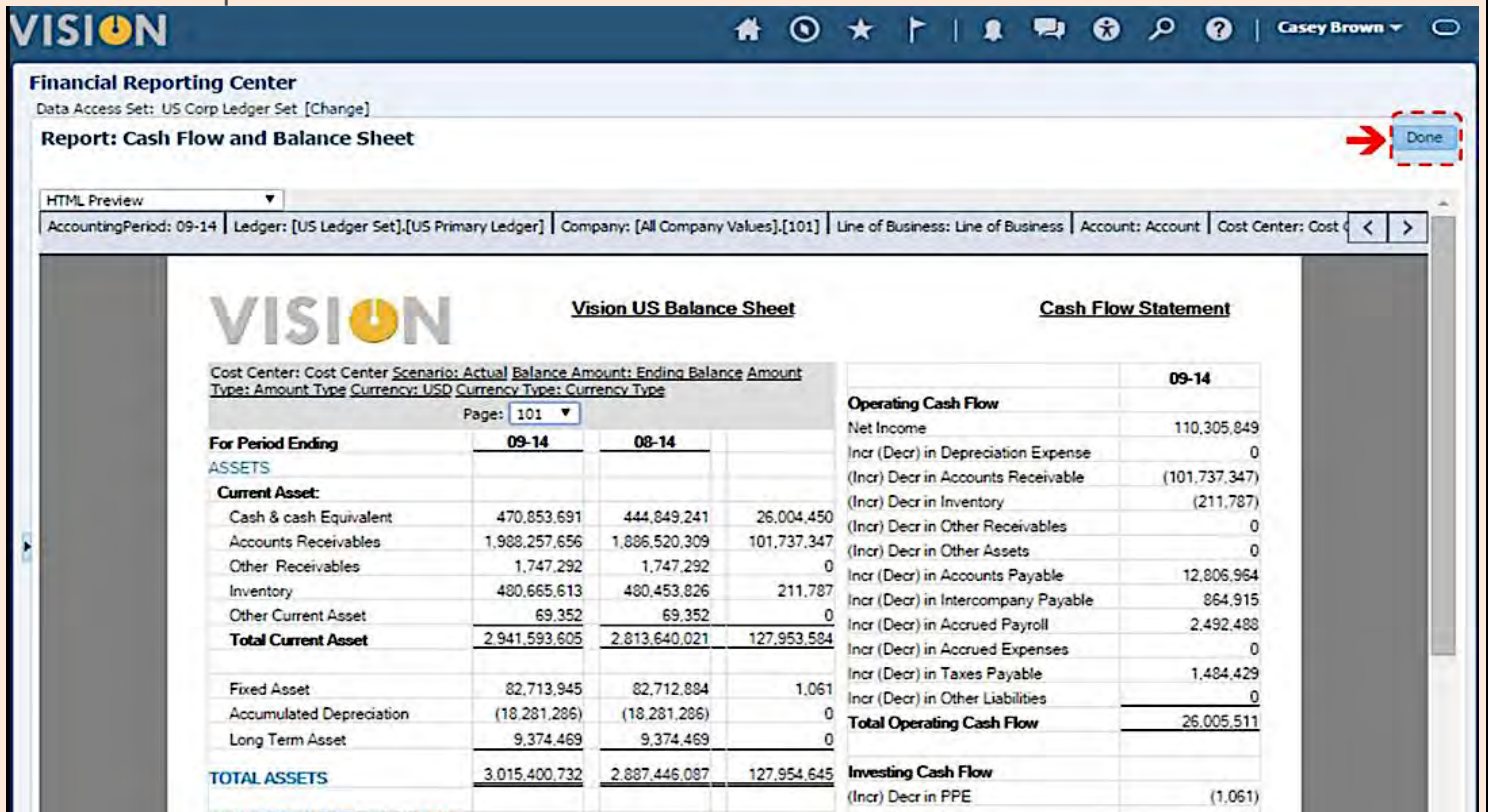 VISION
Casey Brown
Financial Reporting Center
Data Access Set: US Corp Ledger Set [Change]
Report: Cash Flow and Balance Sheet
Done
HTML Preview
AccountingPeriod: 09-14 Ledger: [US Ledger Set].[US Primary Ledger] Company: [All Company Values].[101] Line of Business: Line of Business Account: Account Cost Center: Cost
VISION
Vision US Balance Sheet
Cost Center: Cost Center Scenario: Actual Balance Amount: Ending Balance Amount
Type: Amount Type Currency: USD Currency Type: Currency Type
Page: 101
For Period Ending 09-14 08-14
ASSETS
Current Asset:
Cash & cash Equivalent 470,853,691 444,849,241 26,004,450
Accounts Receivables 1,988,257,656 1,886,520,309 101,737,347
Other Receivables 1,747,292 1,747,292 0
Inventory 480,665,613 480,453,826 211,787
Other Current Asset 69,352 69,352 0
Total Current Asset 2,941,593,605 2,813,640,021 127,953,584
Fixed Asset 82,713,945 82,712,884 1,061
Accumulated Depreciation (18,281,286) (18,281,286) 0
Long Term Asset 9,374,469 9,374,469 0
TOTAL ASSETS 3,015,400,732 2,887,446,087 127,954,645
Cash Flow Statement
09-14
Operating Cash Flow
Net Income 110,305,849
Incr (Decr) in Depreciation Expense 0
(Incr) Decr in Accounts Receivable (101,737,347)
(Incr) Decr in Inventory (211,787)
(Incr) Decr in Other Receivables 0
(Incr) Decr in Other Assets 0
Incr (Decr) in Accounts Payable 12,806,964
Incr (Decr) in Intercompany Payable 864,915
Incr (Decr) in Accrued Payroll 2,492,488
Incr (Decr) in Accrued Expenses 0
Incr (Decr) in Taxes Payable 1,484,429
Incr (Decr) in Other Liabilities 0
Total Operating Cash Flow 26,005,511
Investing Cash Flow
(Incr) Decr in PPE (1,061)